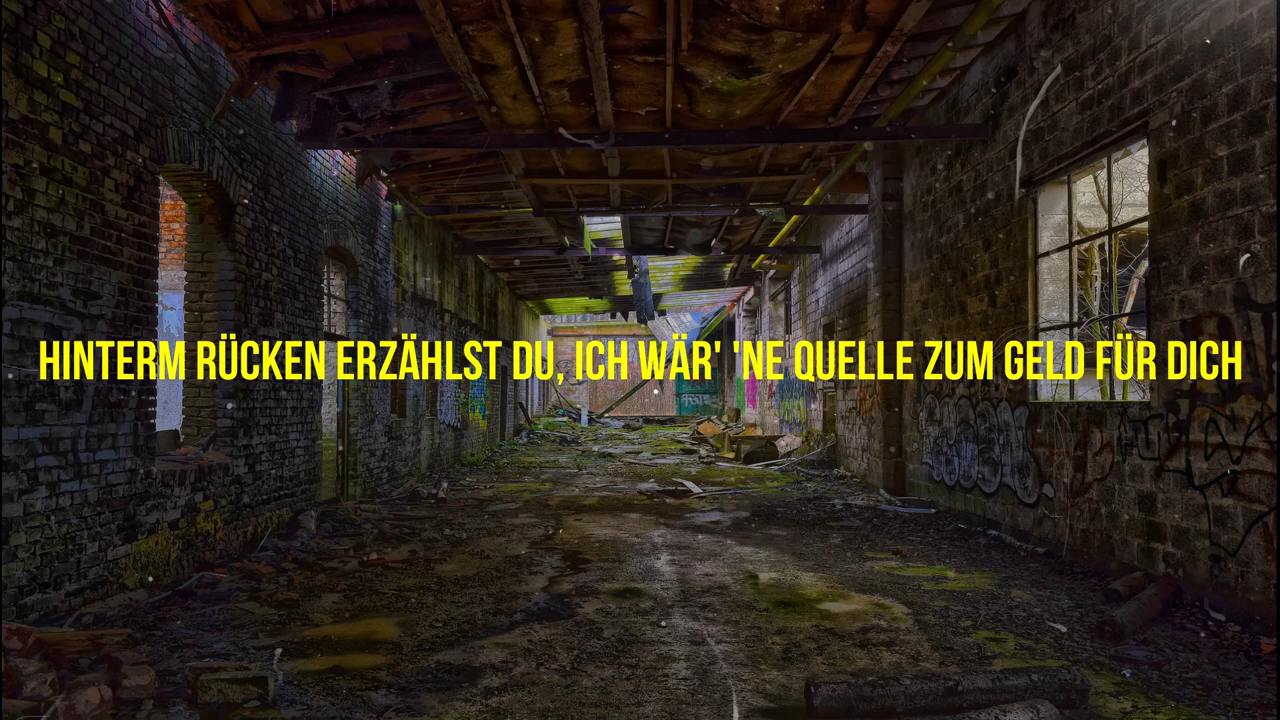 HINTERM RÜCKEN ERZÄHLST DU, ICH WÄR' 'NE QUELLE ZUM GELD FÜR DICH